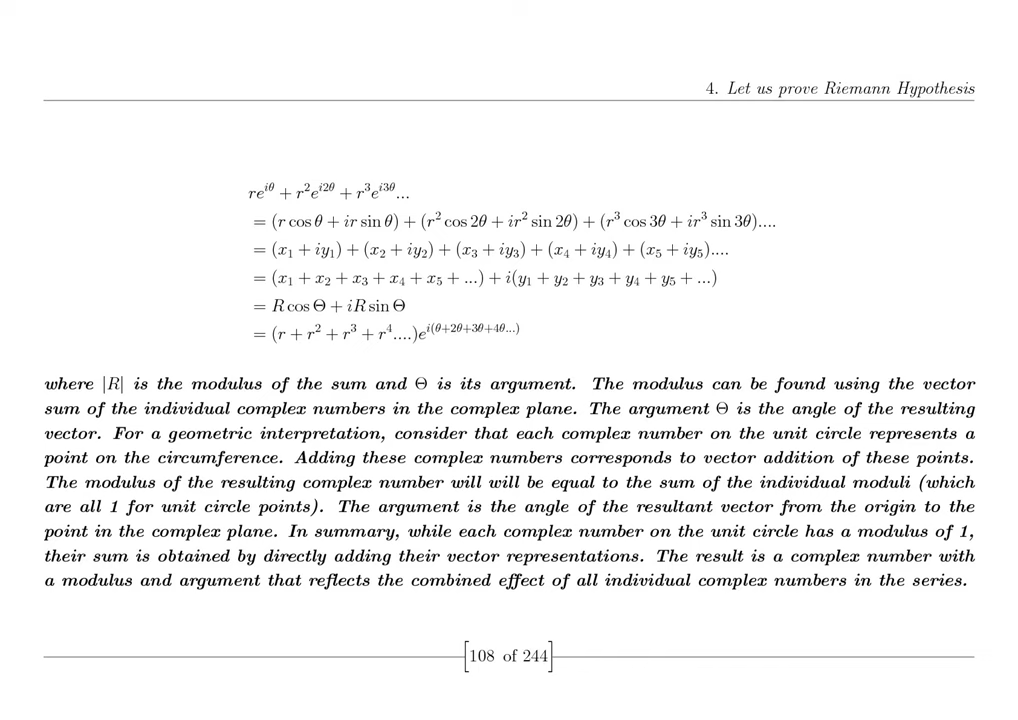 4. Let us prove Riemann Hypothesis
re^{iθ} + r^2e^{i2θ} + r^3e^{i3θ}...
= (r cos θ + ir sin θ) + (r^2 cos 2θ + ir^2 sin 2θ) + (r^3 cos 3θ + ir^3 sin 3θ)....
= (x_1 + iy_1) + (x_2 + iy_2) + (x_3 + iy_3) + (x_4 + iy_4) + (x_5 + iy_5)....
= (x_1 + x_2 + x_3 + x_4 + x_5 + ...) + i(y_1 + y_2 + y_3 + y_4 + y_5 + ...)
= R cos Θ + iR sin Θ
= (r + r^2 + r^3 + r^4....)e^{i(θ+2θ+3θ+4θ...)}
where |R| is the modulus of the sum and Θ is its argument. The modulus can be found using the vector
sum of the individual complex numbers in the complex plane. The argument Θ is the angle of the resulting
vector. For a geometric interpretation, consider that each complex number on the unit circle represents a
point on the circumference. Adding these complex numbers corresponds to vector addition of these points.
The modulus of the resulting complex number will will be equal to the sum of the individual moduli (which
are all 1 for unit circle points). The argument is the angle of the resultant vector from the origin to the
point in the complex plane. In summary, while each complex number on the unit circle has a modulus of 1,
their sum is obtained by directly adding their vector representations. The result is a complex number with
a modulus and argument that reflects the combined effect of all individual complex numbers in the series.
[108 of 244]